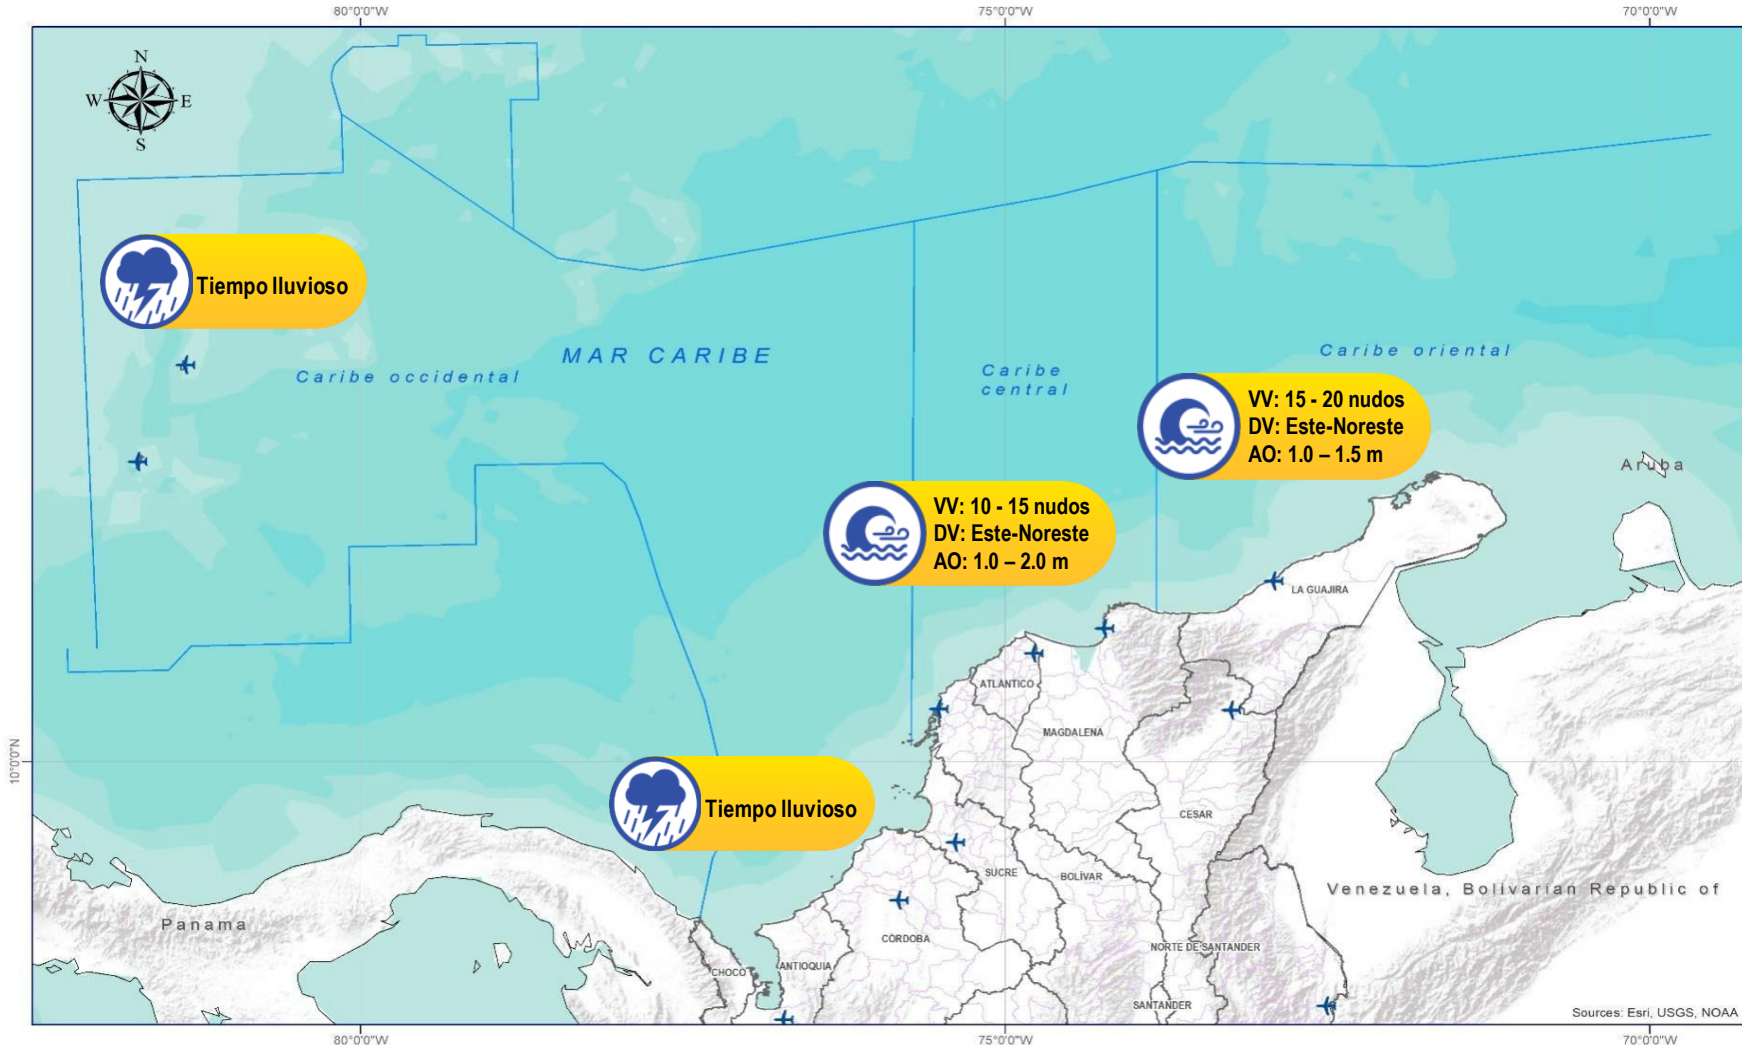 80°0'0"W
75°0'0"W
70°0'0"W
N
W
E
S
Tiempo lluvioso
MAR CARIBE
Caribe occidental
Caribe
central
Caribe oriental
VV: 15 - 20 nudos
DV: Este-Noreste
AO: 1.0 – 1.5 m
Aruba
VV: 10 - 15 nudos
DV: Este-Noreste
AO: 1.0 – 2.0 m
LA GUAJIRA
ATLÁNTICO
MAGDALENA
10°0'0"N
Tiempo lluvioso
CESAR
SUCRE
BOLÍVAR
Venezuela, Bolivarian Republic of
Panama
CÓRDOBA
NORTE DE SANTANDER
CHOCÓ
ANTIOQUIA
SANTANDER
Sources: Esri, USGS, NOAA
80°0'0"W
75°0'0"W
70°0'0"W